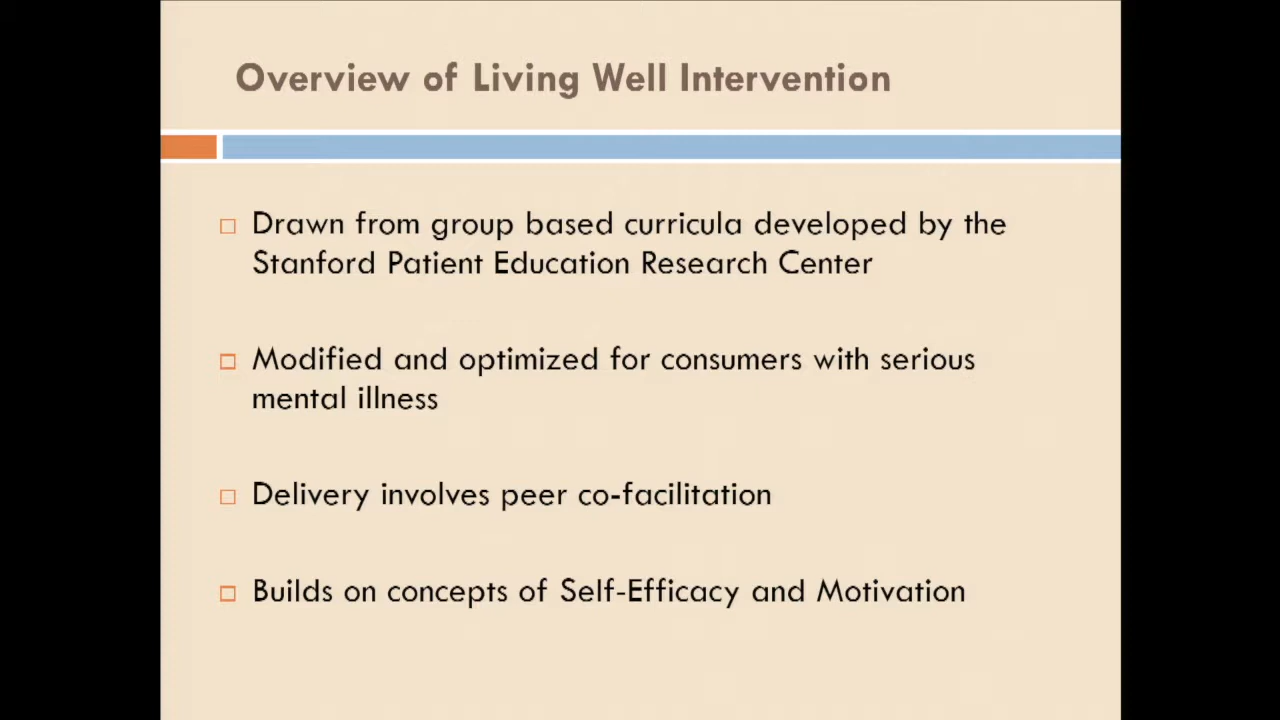 Overview of Living Well Intervention
Drawn from group based curricula developed by the
Stanford Patient Education Research Center
Modified and optimized for consumers with serious
mental illness
Delivery involves peer co-facilitation
Builds on concepts of Self-Efficacy and Motivation